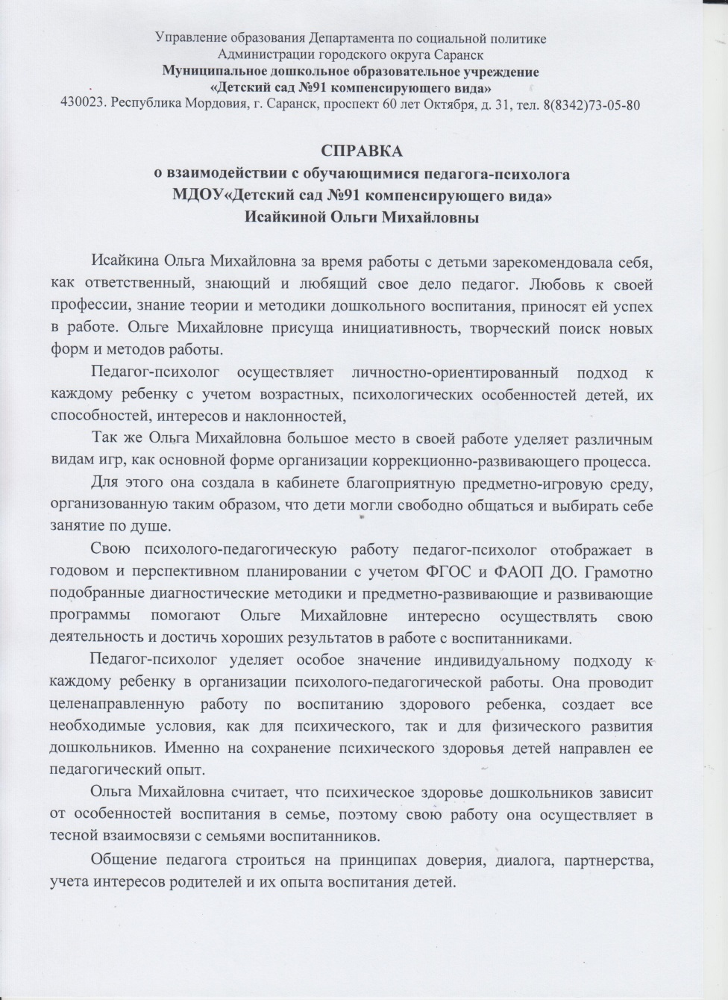 Управление образования Департамента по социальной политике
Администрации городского округа Саранск
Муниципальное дошкольное образовательное учреждение
«Детский сад №91 компенсирующего вида»
430023. Республика Мордовия, г. Саранск, проспект 60 лет Октября, д. 31, тел. 8(8342)73-05-80
СПРАВКА
о взаимодействии с обучающимися педагога-психолога
МДОУ«Детский сад №91 компенсирующего вида»
Исайкиной Ольги Михайловны
Исайкина Ольга Михайловна за время работы с детьми зарекомендовала себя,
как ответственный, знающий и любящий свое дело педагог. Любовь к своей
профессии, знание теории и методики дошкольного воспитания, приносят ей успех
в работе. Ольге Михайловне присуща инициативность, творческий поиск новых
форм и методов работы.
Педагог-психолог осуществляет личностно-ориентированный подход к
каждому ребенку с учетом возрастных, психологических особенностей детей, их
способностей, интересов и наклонностей,
Так же Ольга Михайловна большое место в своей работе уделяет различным
видам игр, как основной форме организации коррекционно-развивающего процесса.
Для этого она создала в кабинете благоприятную предметно-игровую среду,
организованную таким образом, что дети могли свободно общаться и выбирать себе
занятие по душе.
Свою психолого-педагогическую работу педагог-психолог отображает в
годовом и перспективном планировании с учетом ФГОС и ФАОП ДО. Грамотно
подобранные диагностические методики и предметно-развивающие и развивающие
программы помогают Ольге Михайловне интересно осуществлять свою
деятельность и достичь хороших результатов в работе с воспитанниками.
Педагог-психолог уделяет особое значение индивидуальному подходу к
каждому ребенку в организации психолого-педагогической работы. Она проводит
целенаправленную работу по воспитанию здорового ребенка, создает все
необходимые условия, как для психического, так и для физического развития
дошкольников. Именно на сохранение психического здоровья детей направлен ее
педагогический опыт.
Ольга Михайловна считает, что психическое здоровье дошкольников зависит
от особенностей воспитания в семье, поэтому свою работу она осуществляет в
тесной взаимосвязи с семьями воспитанников.
Общение педагога строиться на принципах доверия, диалога, партнерства,
учета интересов родителей и их опыта воспитания детей.